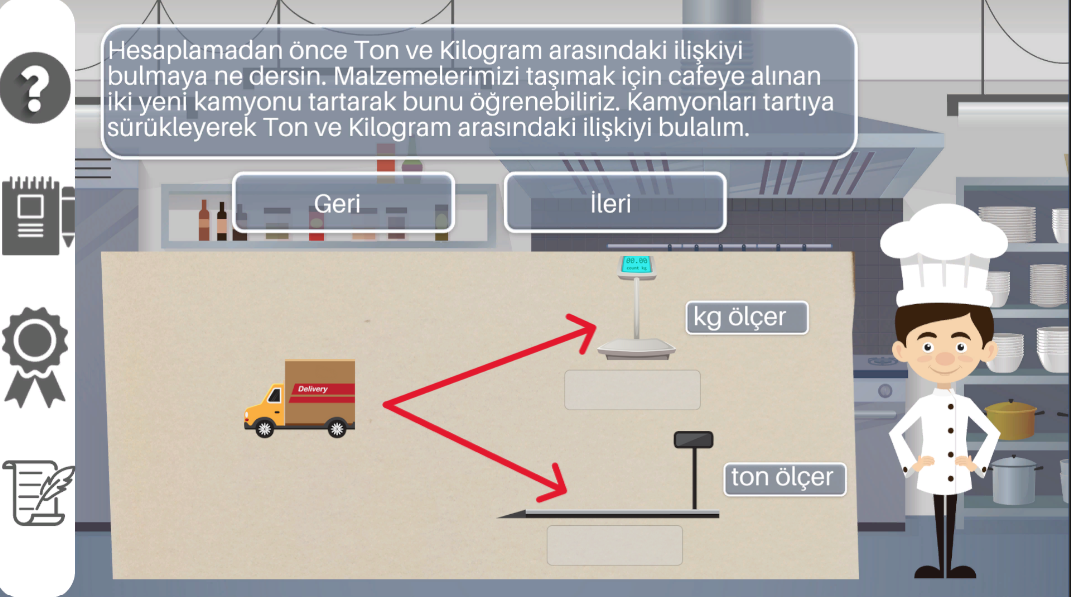 Hesaplamadan önce Ton ve Kilogram arasındaki ilişkiyi
bulmaya ne dersin. Malzemelerimizi taşımak için cafeye alınan
iki yeni kamyonu tartarak bunu öğrenebiliriz. Kamyonları tartıya
sürükleyerek Ton ve Kilogram arasındaki ilişkiyi bulalım.
Geri
İleri
00.00
kg ölçer
Delivery
ton ölçer